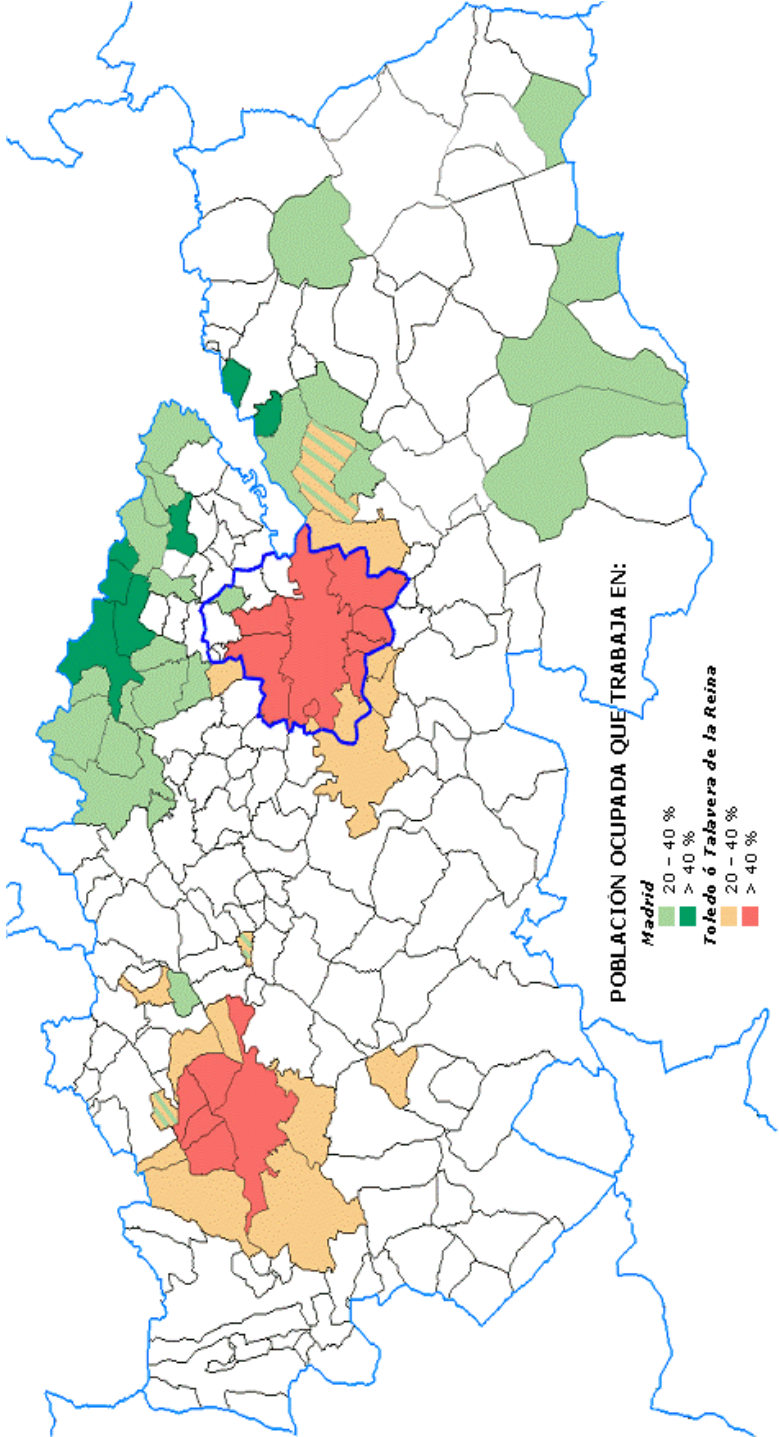 POBLACIÓN OCUPADA QUE TRABAJA EN:
Madrid
20 - 40 %
> 40 %
Toledo ó Talavera de la Reina
20 - 40 %
> 40 %